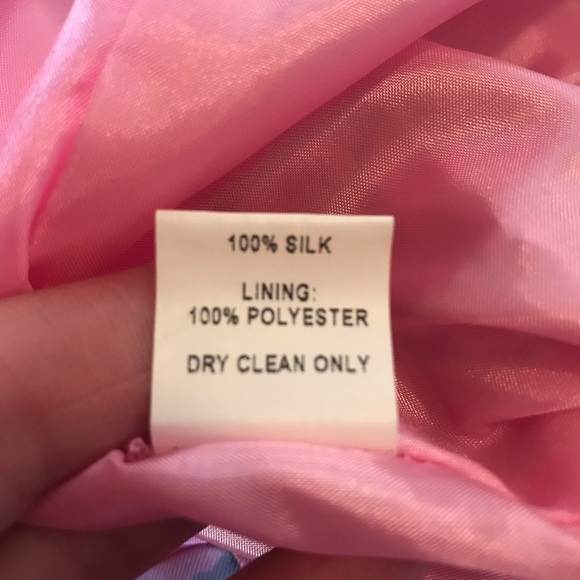 100% SILK
LINING:
100% POLYESTER
DRY CLEAN ONLY